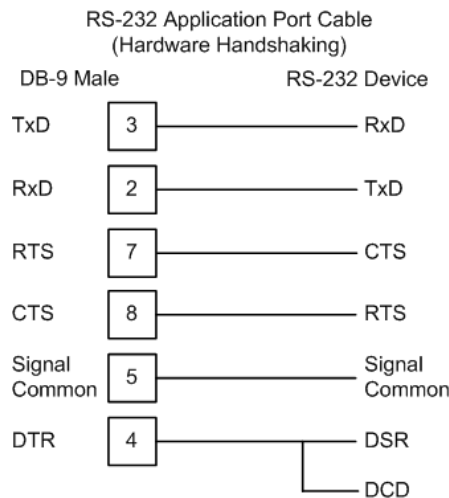 RS-232 Application Port Cable
(Hardware Handshaking)
DB-9 Male RS-232 Device
TxD 3 RxD
RxD 2 TxD
RTS 7 CTS
CTS 8 RTS
Signal Common 5 Signal Common
DTR 4 DSR
DCD